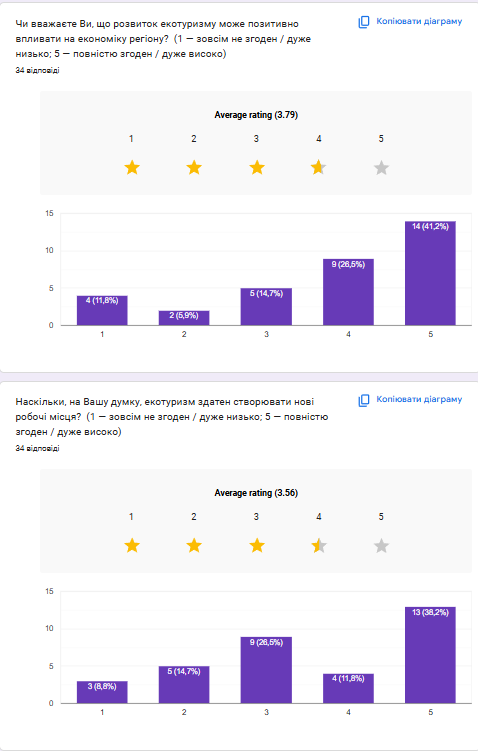 Чи вважаєте Ви, що розвиток екотуризму може позитивно
впливати на економіку регіону? (1 — зовсім не згоден / дуже
низько; 5 — повністю згоден / дуже високо)
Копіювати діаграму
34 відповіді
Average rating (3.79)
1 2 3 4 5
15
10
5
0
4 (11,8%)
2 (5,9%)
5 (14,7%)
9 (26,5%)
14 (41,2%)
1 2 3 4 5
Наскільки, на Вашу думку, екотуризм здатен створювати нові
робочі місця? (1 — зовсім не згоден / дуже низько; 5 — повністю
згоден / дуже високо)
Копіювати діаграму
34 відповіді
Average rating (3.56)
1 2 3 4 5
15
10
5
0
3 (8,8%)
5 (14,7%)
9 (26,5%)
4 (11,8%)
13 (38,2%)
1 2 3 4 5